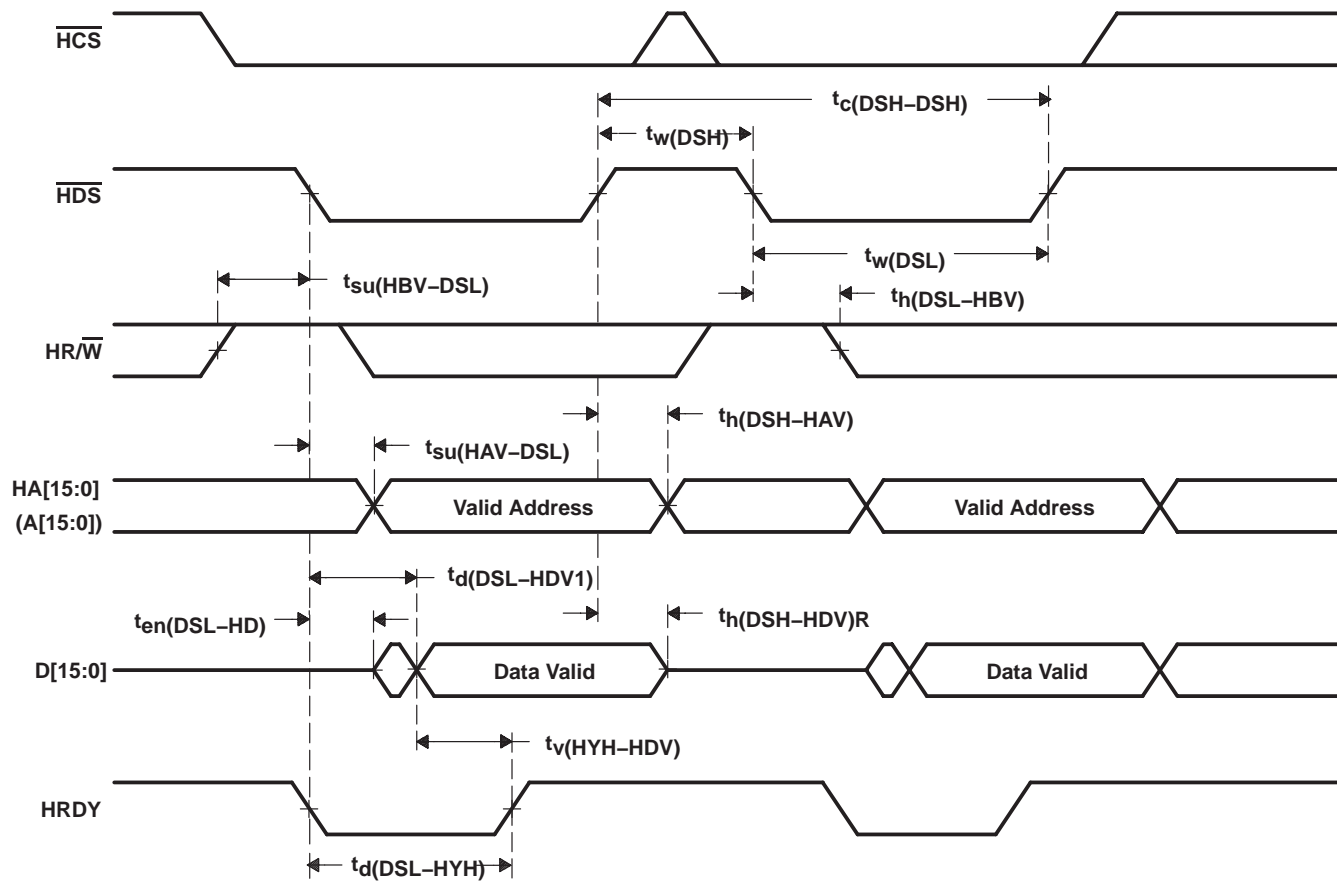 HCS
tc(DSH–DSH)
tw(DSH)
HDS
tw(DSL)
tsu(HBV–DSL)
th(DSL–HBV)
HR/W
th(DSH–HAV)
tsu(HAV–DSL)
HA[15:0]
(A[15:0])
Valid Address
Valid Address
td(DSL–HDV1)
ten(DSL–HD)
th(DSH–HDV)R
D[15:0]
Data Valid
Data Valid
tv(HYH–HDV)
HRDY
td(DSL–HYH)